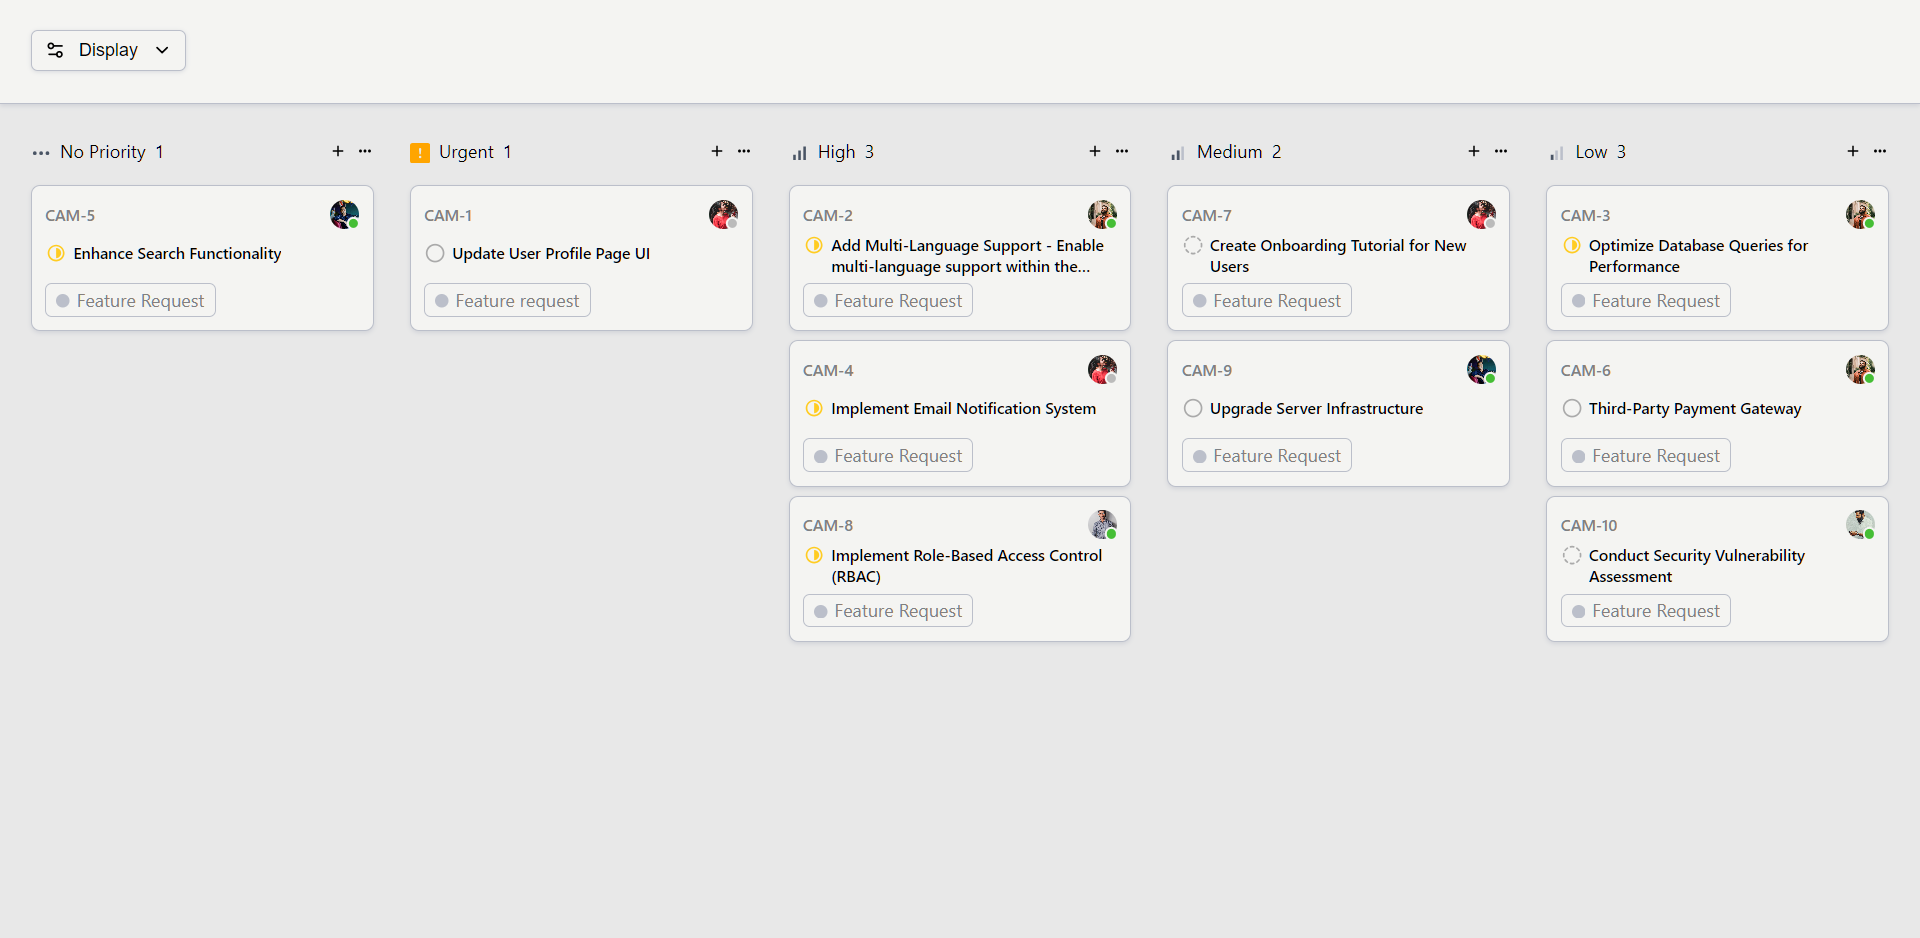 Display
No Priority 1
CAM-5
Enhance Search Functionality
Feature Request
Urgent 1
CAM-1
Update User Profile Page UI
Feature request
High 3
CAM-2
Add Multi-Language Support - Enable
multi-language support within the...
Feature Request
CAM-4
Implement Email Notification System
Feature Request
CAM-8
Implement Role-Based Access Control
(RBAC)
Feature Request
Medium 2
CAM-7
Create Onboarding Tutorial for New
Users
Feature Request
CAM-9
Upgrade Server Infrastructure
Feature Request
Low 3
CAM-3
Optimize Database Queries for
Performance
Feature Request
CAM-6
Third-Party Payment Gateway
Feature Request
CAM-10
Conduct Security Vulnerability
Assessment
Feature Request